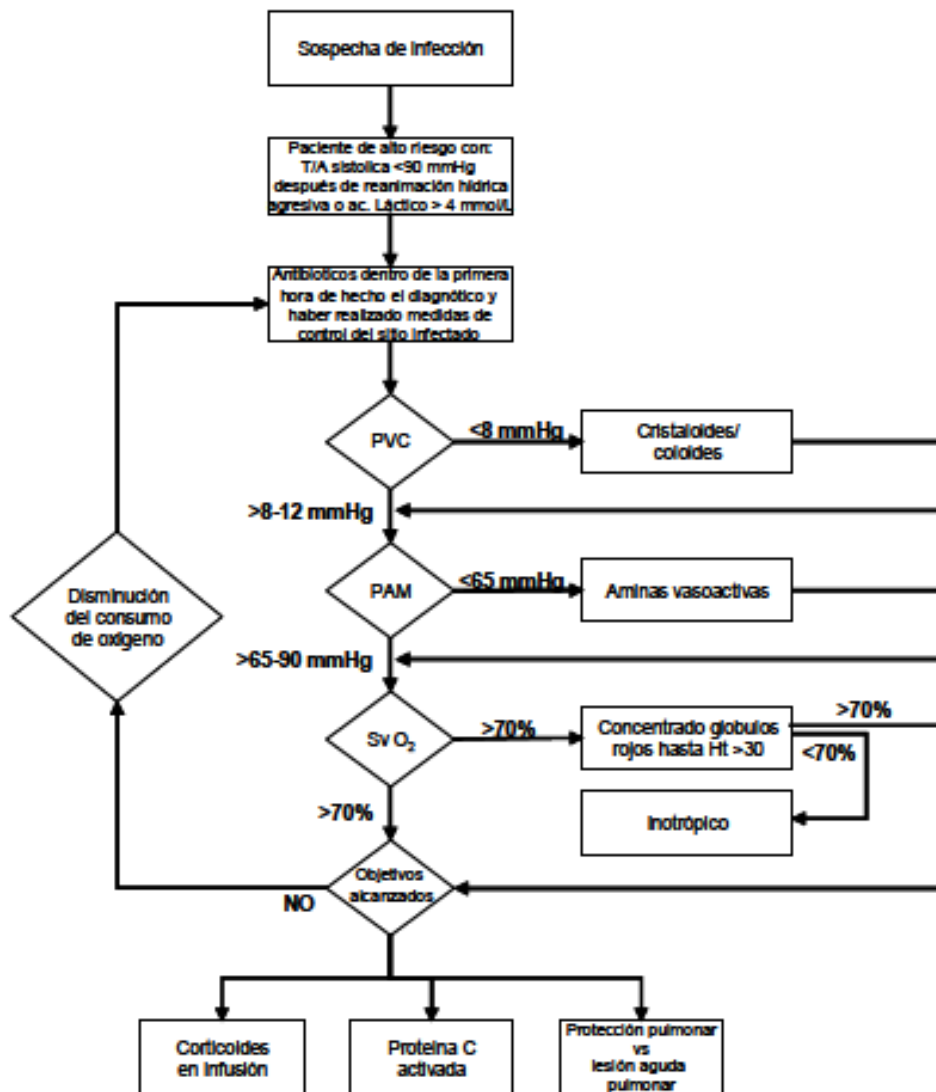 Sospecha de infección
Paciente de alto riesgo con:
T/A sistolica <90 mmHg
después de reanimación hídrica
agresiva o ac. Láctico > 4 mmol/L
Antibioticos dentro de la primera
hora de hecho el diagnótico y
haber realizado medidas de
control del sitio infectado
PVC
<8 mmHg
Cristaloides/
coloides
>8-12 mmHg
PAM
<65 mmHg
Aminas vasoactivas
Disminución
del consumo
de oxigeno
>65-90 mmHg
Sv O2
>70%
Concentrado globulos
rojos hasta Ht >30
>70%
<70%
>70%
Inotrópico
Objetivos
alcanzados
NO
Corticoides
en infusión
Proteina C
activada
Protección pulmonar
vs
lesión aguda
pulmonar